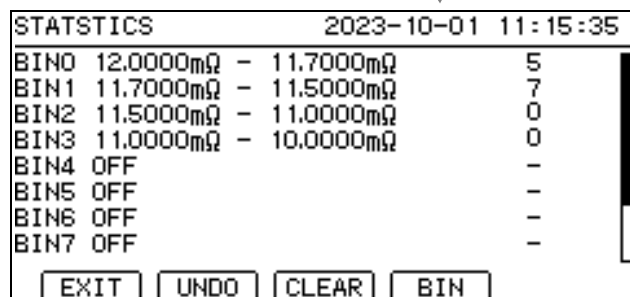 STATSTICS 2023-10-01 11:15:35
BIN0 12.0000mΩ - 11.7000mΩ 5
BIN1 11.7000mΩ - 11.5000mΩ 7
BIN2 11.5000mΩ - 11.0000mΩ 0
BIN3 11.0000mΩ - 10.0000mΩ 0
BIN4 OFF -
BIN5 OFF -
BIN6 OFF -
BIN7 OFF -
EXIT UNDO CLEAR BIN